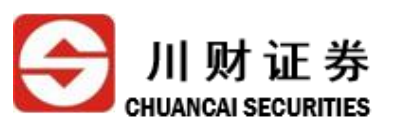 川财证券
CHUANCAI SECURITIES